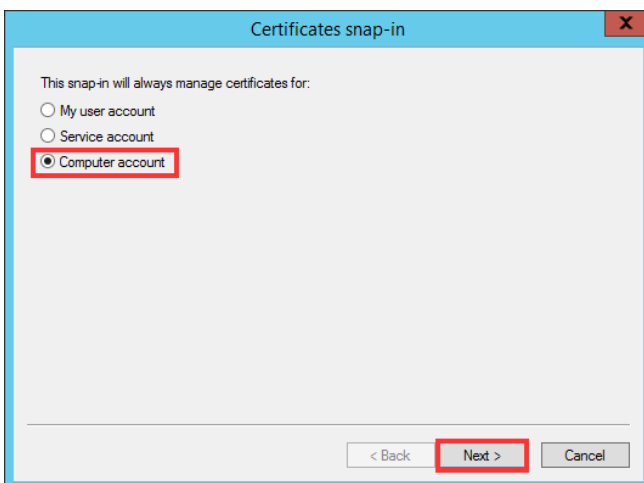 Certificates snap-in
x
This snap-in will always manage certificates for:
My user account
Service account
Computer account
< Back Next > Cancel